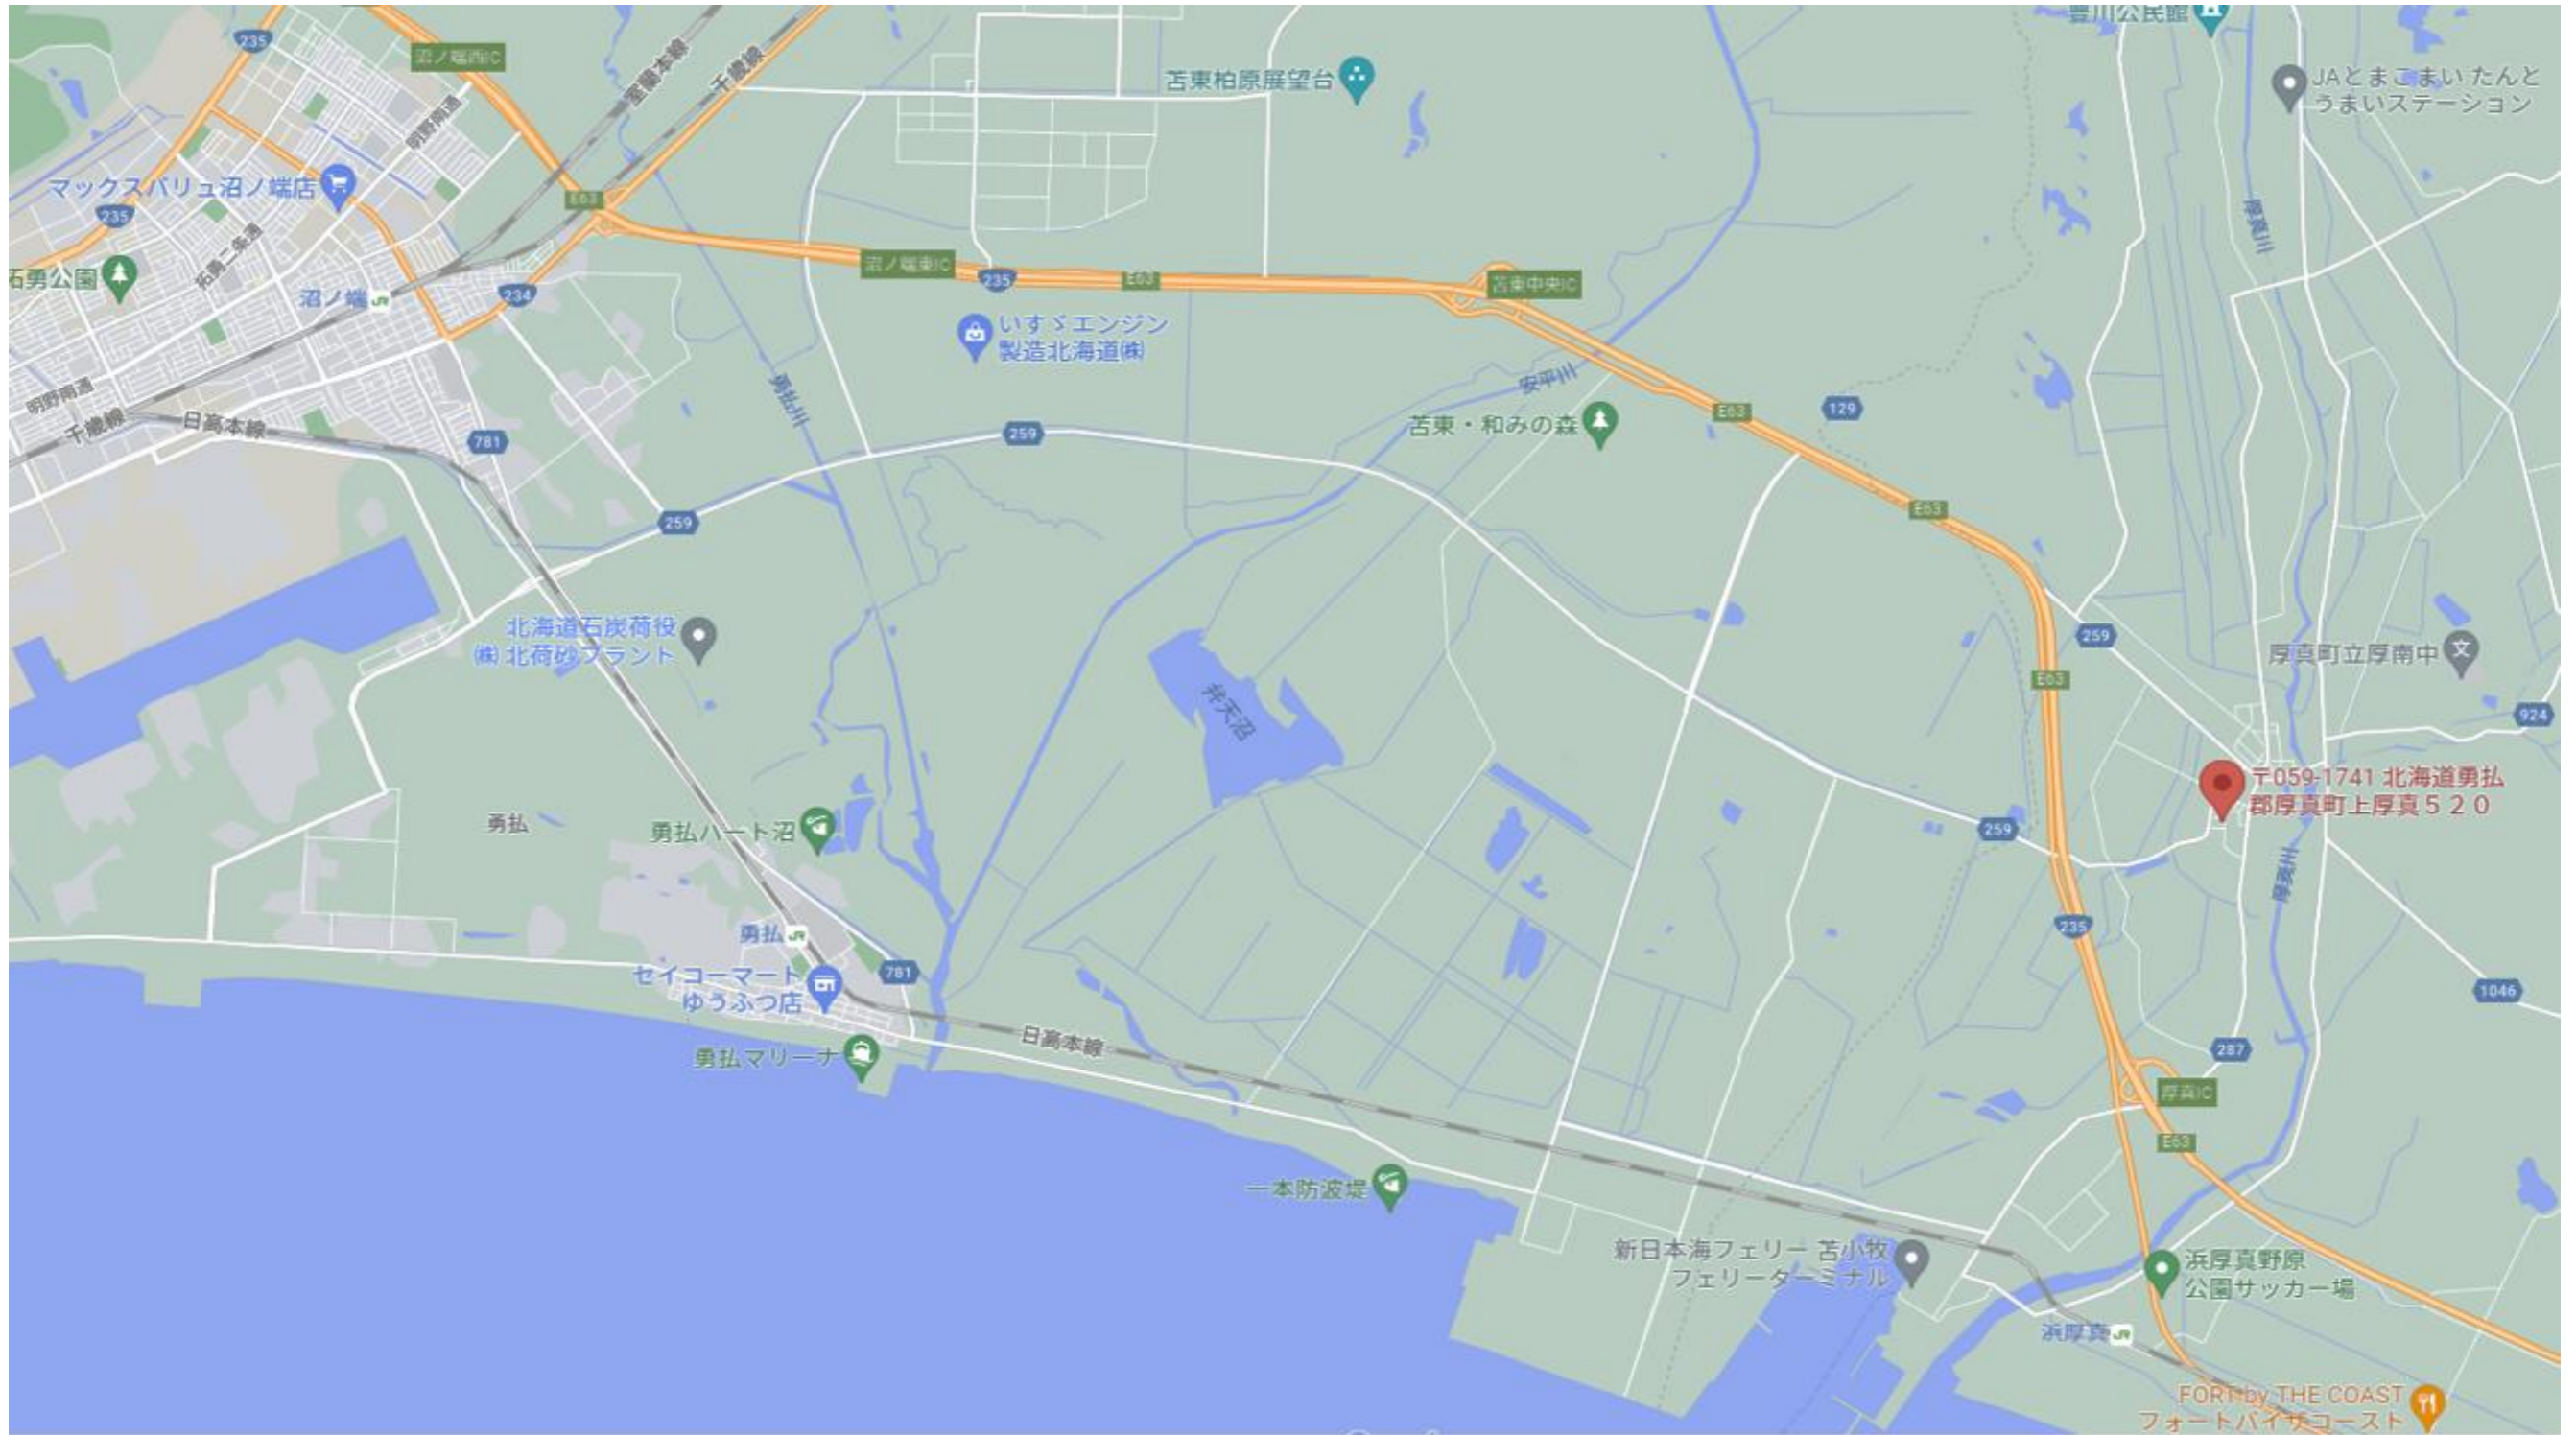 豊川公民館
235
沼ノ端西IC
室蘭本線
千歳線
苫東柏原展望台
JAとまこまい たんと
うまいステーション
明野南通
マックスバリュ沼ノ端店
235
E63
厚真川
拓勇二条通
拓勇公園
沼ノ端
JR
234
沼ノ端東IC
235
E63
苫東中央IC
いすゞエンジン
製造北海道㈱
勇払川
安平川
明野南通
千歳線
日高本線
781
259
苫東・和みの森
E63
129
259
E63
北海道石炭荷役
㈱ 北荷砂プラント
259
厚真町立厚南中
E63
弁天沼
924
〒059-1741 北海道勇払
郡厚真町上厚真５２０
勇払
勇払ハート沼
259
厚真川
勇払
JR
235
セイコーマート
ゆうふつ店
781
1046
勇払マリーナ
日高本線
287
厚真IC
E63
一本防波堤
新日本海フェリー 苫小牧
フェリーターミナル
浜厚真野原
公園サッカー場
浜厚真
JR
FORT by THE COAST
フォートバイザコースト